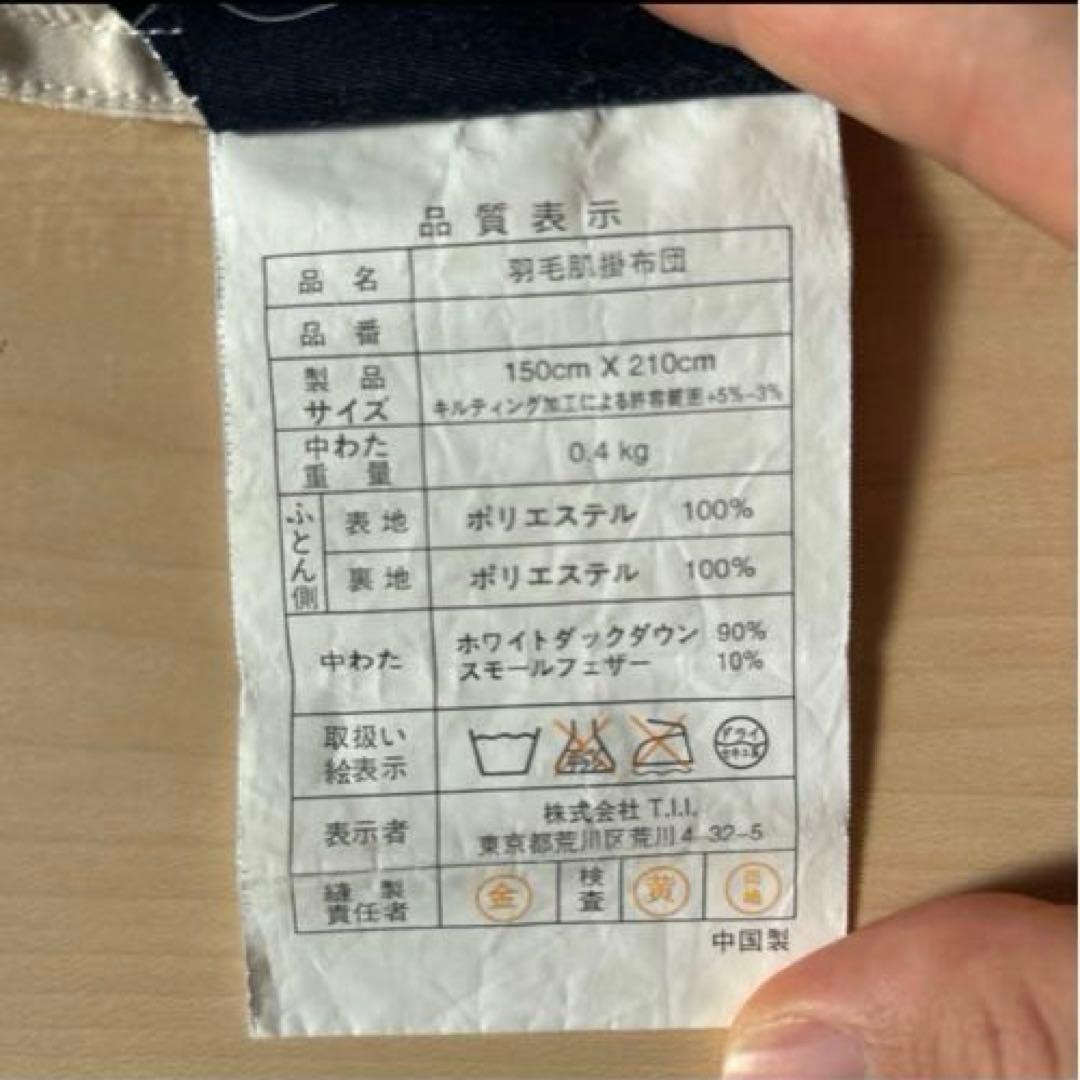 品質表示
品名 羽毛肌掛布団
品番
製品サイズ 150cm X 210cm
キルティング加工による許容範囲+5%-3%
中わた重量 0.4 kg
ふとん側 表地 ポリエステル 100%
裏地 ポリエステル 100%
中わた ホワイトダックダウン 90%
スモールフェザー 10%
取扱い絵表示 ドライ
表示者 株式会社 T.I.I.
東京都荒川区荒川4 32-5
縫製責任者 金 検査 黄
中国製